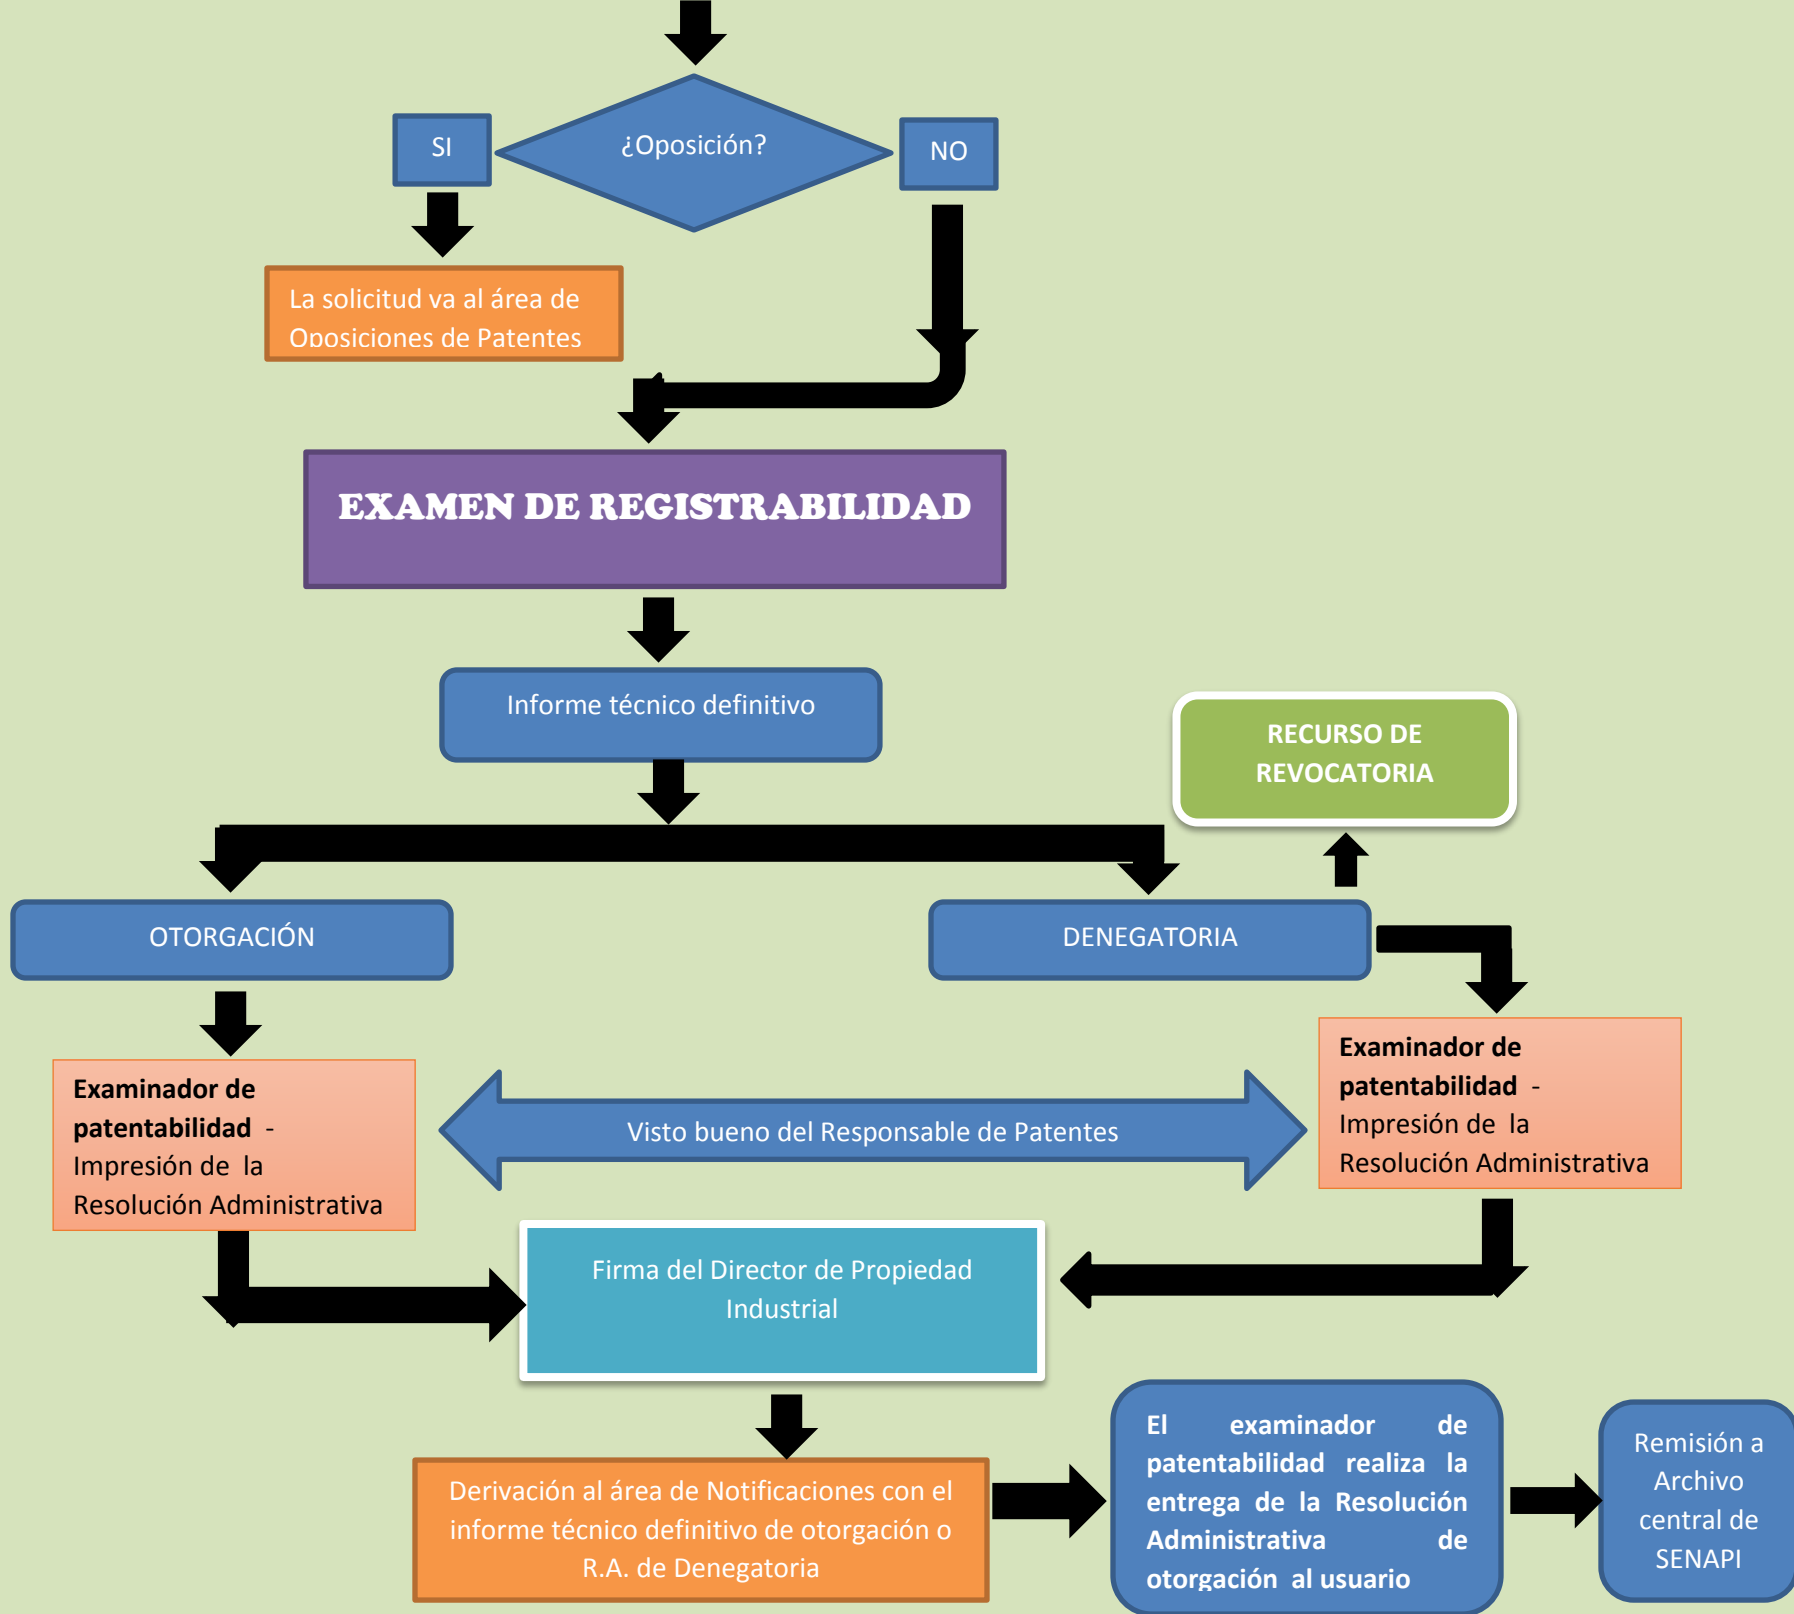 ¿Oposición?
SI
NO
La solicitud va al área de
Oposiciones de Patentes
EXAMEN DE REGISTRABILIDAD
Informe técnico definitivo
RECURSO DE
REVOCATORIA
OTORGACIÓN
DENEGATORIA
Examinador de
patentabilidad -
Impresión de la
Resolución Administrativa
Visto bueno del Responsable de Patentes
Examinador de
patentabilidad -
Impresión de la
Resolución Administrativa
Firma del Director de Propiedad
Industrial
Derivación al área de Notificaciones con el
informe técnico definitivo de otorgación o
R.A. de Denegatoria
El examinador de
patentabilidad realiza la
entrega de la Resolución
Administrativa de
otorgación al usuario
Remisión a
Archivo
central de
SENAPI